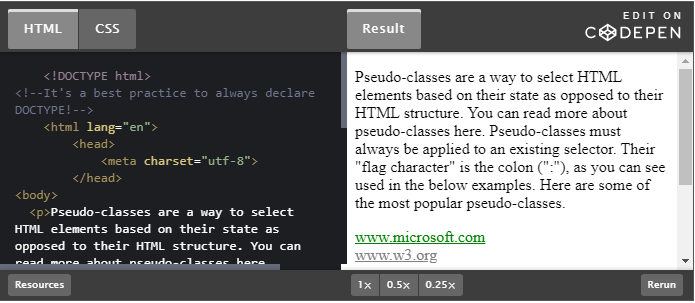 HTML CSS Result EDIT ON
CODEPEN
<!DOCTYPE html>
<!--It's a best practice to always declare
DOCTYPE!-->
<html lang="en">
<head>
<meta charset="utf-8">
</head>
<body>
<p>Pseudo-classes are a way to select
HTML elements based on their state as
opposed to their HTML structure. You can
read more about pseudo-classes here.
Pseudo-classes are a way to select HTML
elements based on their state as opposed to their
HTML structure. You can read more about
pseudo-classes here. Pseudo-classes must
always be applied to an existing selector. Their
"flag character" is the colon (":"), as you can see
used in the below examples. Here are some of
the most popular pseudo-classes.
www.microsoft.com
www.w3.org
Resources 1× 0.5× 0.25× Rerun